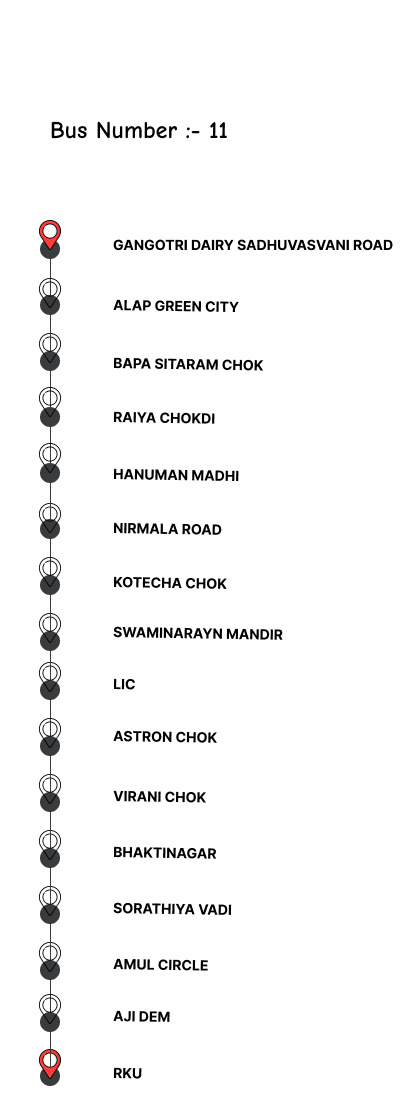 Bus Number :- 11
GANGOTRI DAIRY SADHUVASVANI ROAD
ALAP GREEN CITY
BAPA SITARAM CHOK
RAIYA CHOKDI
HANUMAN MADHI
NIRMALA ROAD
KOTECHA CHOK
SWAMINARAYN MANDIR
LIC
ASTRON CHOK
VIRANI CHOK
BHAKTINAGAR
SORATHIYA VADI
AMUL CIRCLE
AJI DEM
RKU